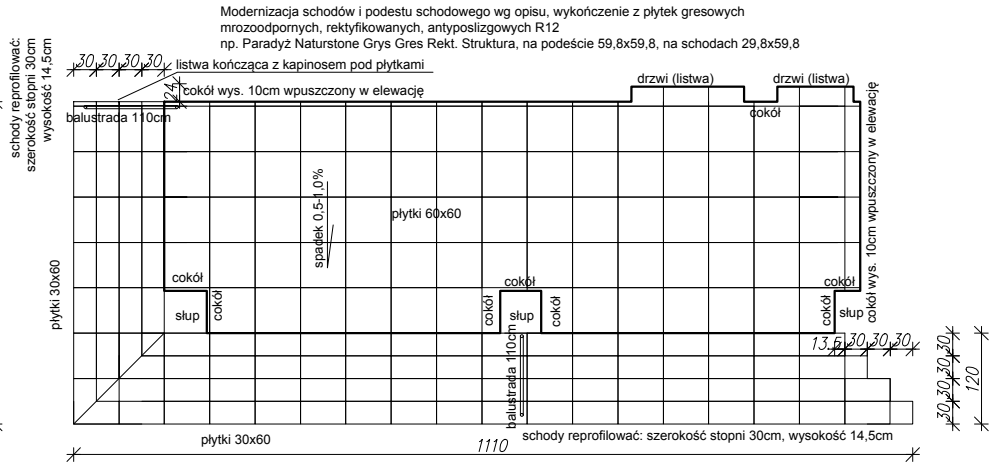 Modernizacja schodów i podestu schodowego wg opisu, wykończenie z płytek gresowych
mrozoodpornych, rektyfikowanych, antyposlizgowych R12
np. Paradyż Naturstone Grys Gres Rekt. Struktura, na podeście 59,8x59,8, na schodach 29,8x59,8
schody reprofilować:
szerokość stopni 30cm
wysokość 14,5cm
30 30 30 30
listwa kończąca z kapinosem pod płytkami
24
cokół wys. 10cm wpuszczony w elewację
balustrada 110cm
drzwi (listwa)
drzwi (listwa)
cokół
cokół wys. 10cm wpuszczony w elewację
spadek 0,5-1,0%
płytki 60x60
płytki 30x60
cokół
cokół
słup
cokół
cokół
słup
cokół
cokół
cokół
słup
balustrada 110cm
13,6 30 30 30
30 30 30 30
120
płytki 30x60
schody reprofilować: szerokość stopni 30cm, wysokość 14,5cm
1110